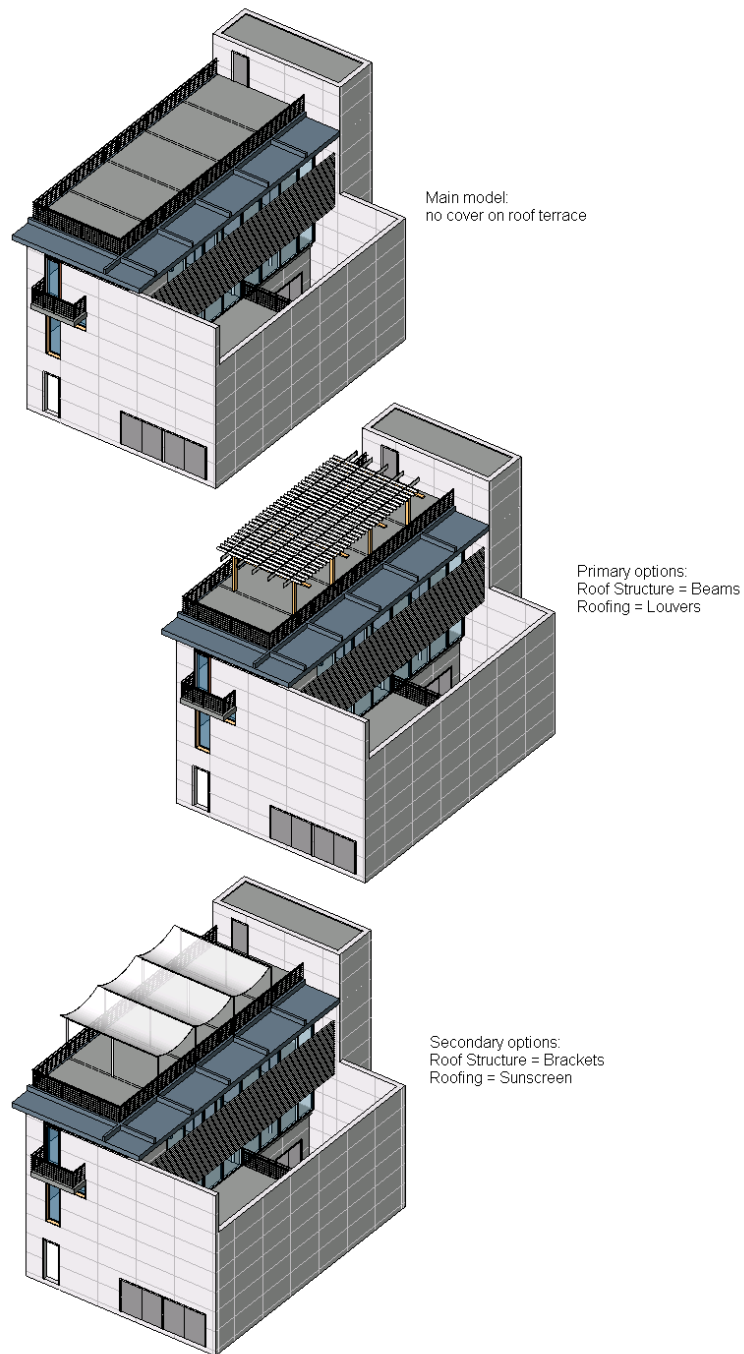 Main model:
no cover on roof terrace
Primary options:
Roof Structure = Beams
Roofing = Louvers
Secondary options:
Roof Structure = Brackets
Roofing = Sunscreen